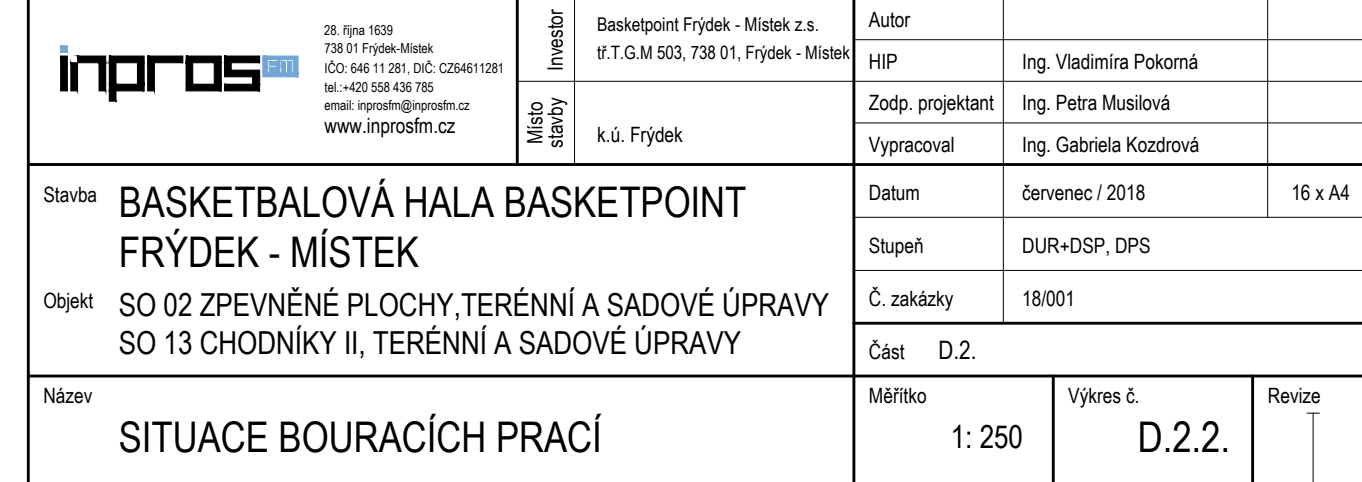 inpros FM
28. října 1639
738 01 Frýdek-Místek
IČO: 646 11 281, DIČ: CZ64611281
tel.:+420 558 436 785
email: inprosfm@inprosfm.cz
www.inprosfm.cz
Investor
Basketpoint Frýdek - Místek z.s.
tř.T.G.M 503, 738 01, Frýdek - Místek
Místo
stavby
k.ú. Frýdek
Autor
HIP Ing. Vladimíra Pokorná
Zodp. projektant Ing. Petra Musilová
Vypracoval Ing. Gabriela Kozdrová
Stavba BASKETBALOVÁ HALA BASKETPOINT
FRÝDEK - MÍSTEK
Objekt SO 02 ZPEVNĚNÉ PLOCHY,TERÉNNÍ A SADOVÉ ÚPRAVY
SO 13 CHODNÍKY II, TERÉNNÍ A SADOVÉ ÚPRAVY
Datum červenec / 2018 16 x A4
Stupeň DUR+DSP, DPS
Č. zakázky 18/001
Část D.2.
Název
SITUACE BOURACÍCH PRACÍ
Měřítko
1: 250
Výkres č.
D.2.2.
Revize